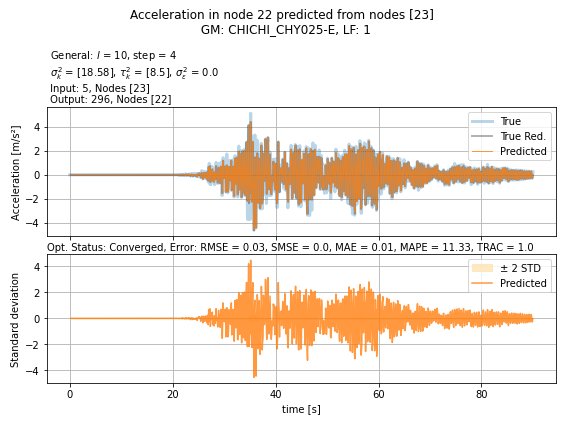 Acceleration in node 22 predicted from nodes [23]
GM: CHICHI_CHY025-E, LF: 1
General: l = 10, step = 4
σ²ₖ = [18.58], τ²ₖ = [8.5], σ²ε = 0.0
Input: 5, Nodes [23]
Output: 296, Nodes [22]
Acceleration [m/s²]
4
2
0
−2
−4
True
True Red.
Predicted
Opt. Status: Converged, Error: RMSE = 0.03, SMSE = 0.0, MAE = 0.01, MAPE = 11.33, TRAC = 1.0
Standard deviation
4
2
0
−2
−4
± 2 STD
Predicted
0 20 40 60 80
time [s]